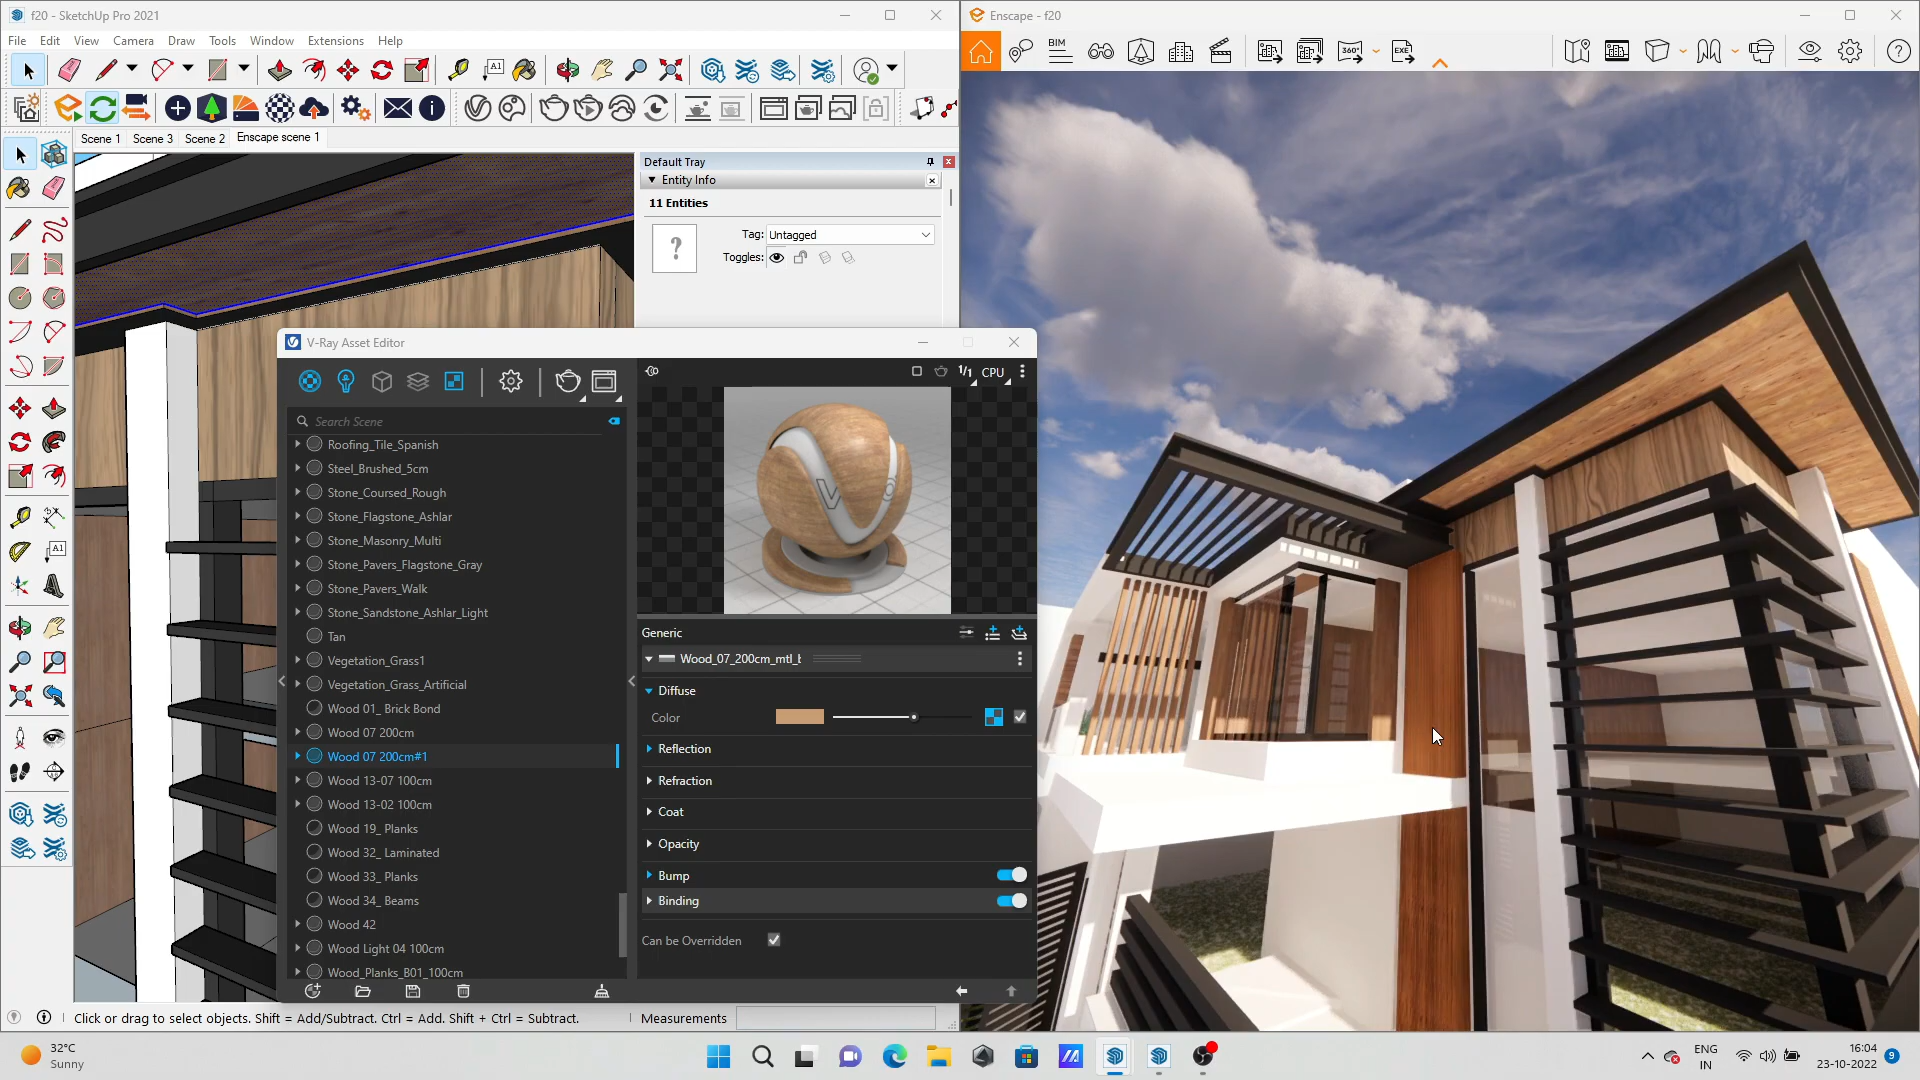 f20 - SketchUp Pro 2021
File Edit View Camera Draw Tools Window Extensions Help
Scene 1 Scene 3 Scene 2 Enscape scene 1
Default Tray
Entity Info
11 Entities
?
Tag: Untagged
Toggles:
V-Ray Asset Editor
1/1 CPU
Search Scene
Roofing_Tile_Spanish
Steel_Brushed_5cm
Stone_Coursed_Rough
Stone_Flagstone_Ashlar
Stone_Masonry_Multi
Stone_Pavers_Flagstone_Gray
Stone_Pavers_Walk
Stone_Sandstone_Ashlar_Light
Tan
Vegetation_Grass1
Vegetation_Grass_Artificial
Wood 01_ Brick Bond
Wood 07 200cm
Wood 07 200cm#1
Wood 13-07 100cm
Wood 13-02 100cm
Wood 19_ Planks
Wood 32_ Laminated
Wood 33_ Planks
Wood 34_ Beams
Wood 42
Wood Light 04 100cm
Wood_Planks_B01_100cm
Generic
Wood_07_200cm_mtl_b
Diffuse
Color
Reflection
Refraction
Coat
Opacity
Bump
Binding
Can be Overridden
Click or drag to select objects. Shift = Add/Subtract. Ctrl = Add. Shift + Ctrl = Subtract.
Measurements
Enscape - f20
BIM
360°
EXE
32°C
Sunny
ENG
IN
16:04
23-10-2022
9